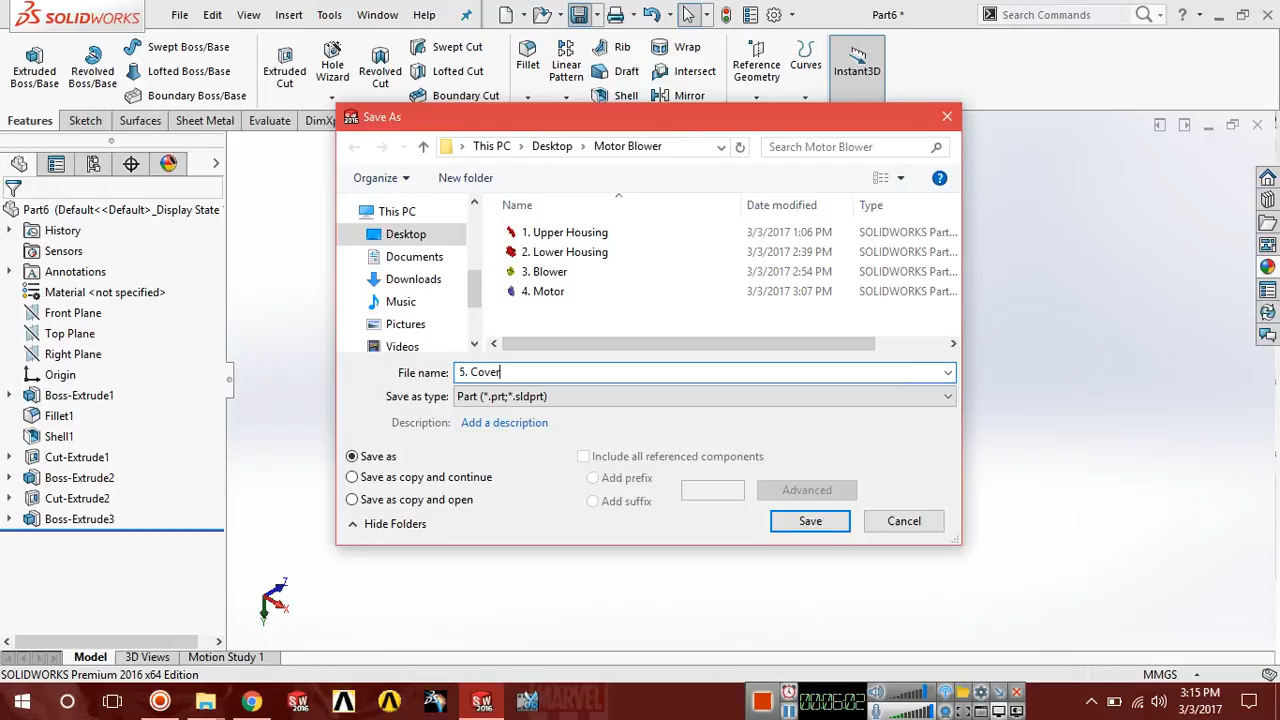 SOLIDWORKS File Edit View Insert Tools Window Help Part6 * Search Commands ?
Extruded Boss/Base
Revolved Boss/Base
Swept Boss/Base
Lofted Boss/Base
Boundary Boss/Base
Extruded Cut
Hole Wizard
Revolved Cut
Swept Cut
Lofted Cut
Boundary Cut
Fillet
Linear Pattern
Rib
Draft
Shell
Wrap
Intersect
Mirror
Reference Geometry
Curves
Instant3D
Features Sketch Surfaces Sheet Metal Evaluate DimXp
Part6 (Default<<Default>_Display State
History
Sensors
Annotations
Material <not specified>
Front Plane
Top Plane
Right Plane
Origin
Boss-Extrude1
Fillet1
Shell1
Cut-Extrude1
Boss-Extrude2
Cut-Extrude2
Boss-Extrude3
SW 2016 Save As
This PC > Desktop > Motor Blower Search Motor Blower
Organize New folder ?
This PC
Desktop
Documents
Downloads
Music
Pictures
Videos
Name Date modified Type
1. Upper Housing 3/3/2017 1:06 PM SOLIDWORKS Part...
2. Lower Housing 3/3/2017 2:39 PM SOLIDWORKS Part...
3. Blower 3/3/2017 2:54 PM SOLIDWORKS Part...
4. Motor 3/3/2017 3:07 PM SOLIDWORKS Part...
File name: 5. Cover
Save as type: Part (*.prt;*.sldprt)
Description: Add a description
Save as
Save as copy and continue
Save as copy and open
Include all referenced components
Add prefix
Add suffix
Advanced
Hide Folders Save Cancel
Z
X
Y
Model 3D Views Motion Study 1
SOLIDWORKS Premium 2016 x64 Edition MMGS
SW 2016 SW 2016 MARVEL 00:06:02 3:15 PM
3/3/2017